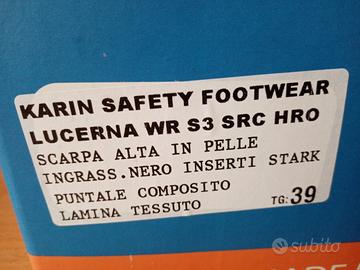 KARIN SAFETY FOOTWEAR
LUCERNA WR S3 SRC HRO
SCARPA ALTA IN PELLE
INGRASS.NERO INSERTI STARK
PUNTALE COMPOSITO
LAMINA TESSUTO TG:39
subito